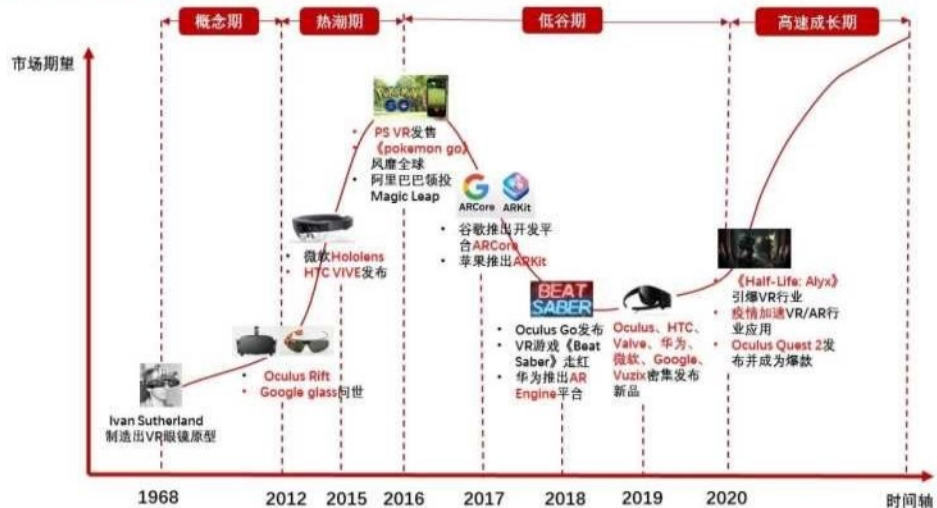 概念期
热潮期
低谷期
高速成长期
市场期望
POKEMON
GO
• PS VR发售
• 《pokemon go》
风靡全球
• 阿里巴巴领投
Magic Leap
ARCore
ARKit
• 谷歌推出开发平
台ARCore
• 苹果推出ARKit
• 微软Hololens
• HTC VIVE发布
BEAT
SABER
• Oculus Go发布
• VR游戏《Beat
Saber》走红
• 华为推出AR
Engine平台
Oculus、HTC、
Valve、华为、
微软、Google、
Vuzix密集发布
新品
• 《Half-Life: Alyx》
引爆VR行业
• 疫情加速VR/AR行
业应用
• Oculus Quest 2发
布并成为爆款
• Oculus Rift
• Google glass问世
Ivan Sutherland
制造出VR眼镜原型
1968
2012
2015
2016
2017
2018
2019
2020
时间轴